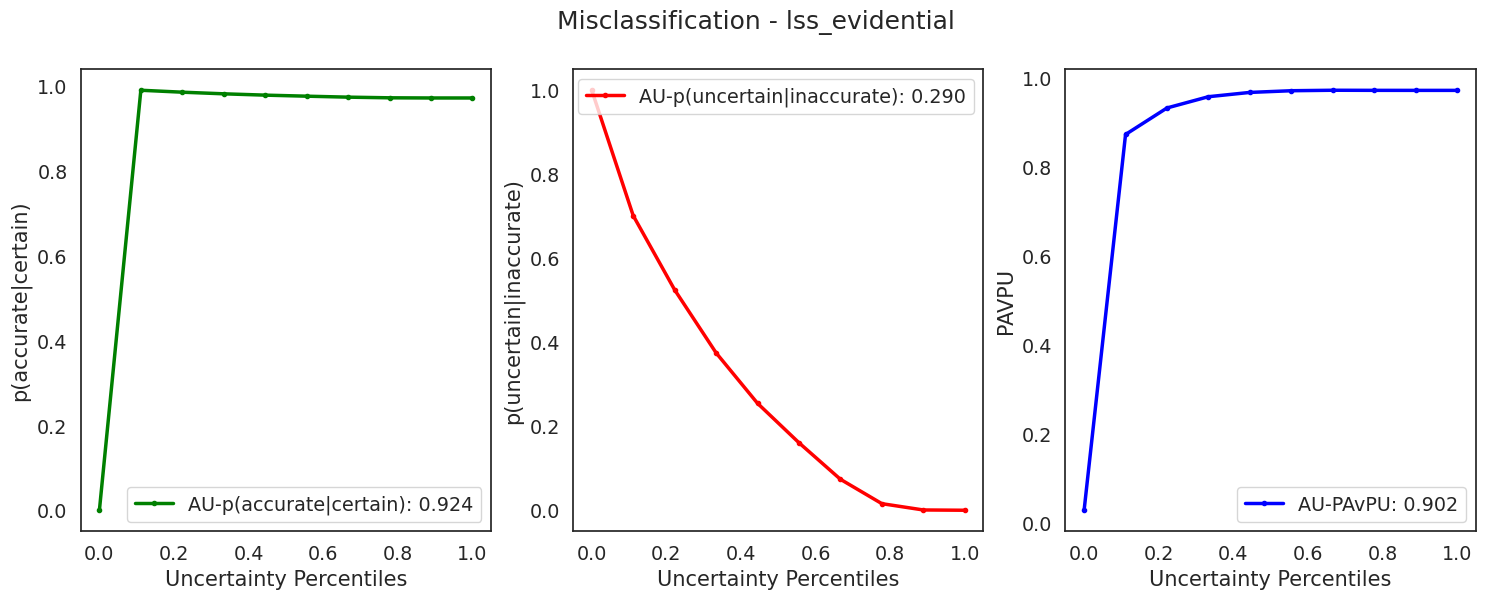 Misclassification - lss_evidential
p(accurate|certain)
1.0
0.8
0.6
0.4
0.2
0.0
AU-p(accurate|certain): 0.924
0.0 0.2 0.4 0.6 0.8 1.0
Uncertainty Percentiles
p(uncertain|inaccurate)
1.0
0.8
0.6
0.4
0.2
0.0
AU-p(uncertain|inaccurate): 0.290
0.0 0.2 0.4 0.6 0.8 1.0
Uncertainty Percentiles
PAVPU
1.0
0.8
0.6
0.4
0.2
0.0
AU-PAvPU: 0.902
0.0 0.2 0.4 0.6 0.8 1.0
Uncertainty Percentiles